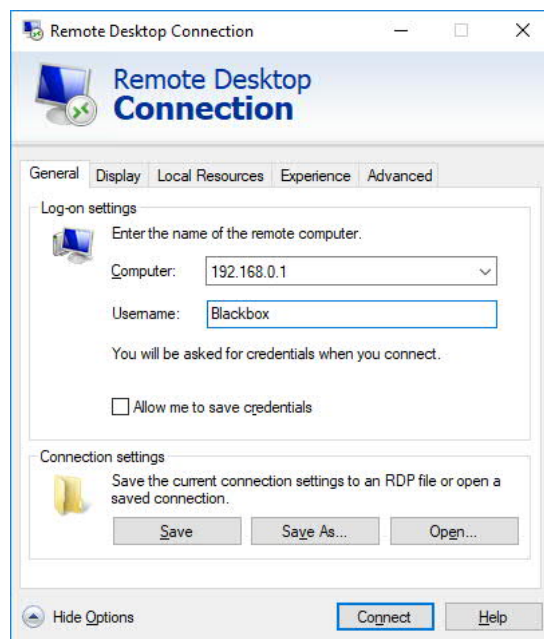 Remote Desktop Connection
Remote Desktop
Connection
General Display Local Resources Experience Advanced
Log-on settings
Enter the name of the remote computer.
Computer: 192.168.0.1
Username: Blackbox
You will be asked for credentials when you connect.
Allow me to save credentials
Connection settings
Save the current connection settings to an RDP file or open a
saved connection.
Save Save As... Open...
Hide Options Connect Help